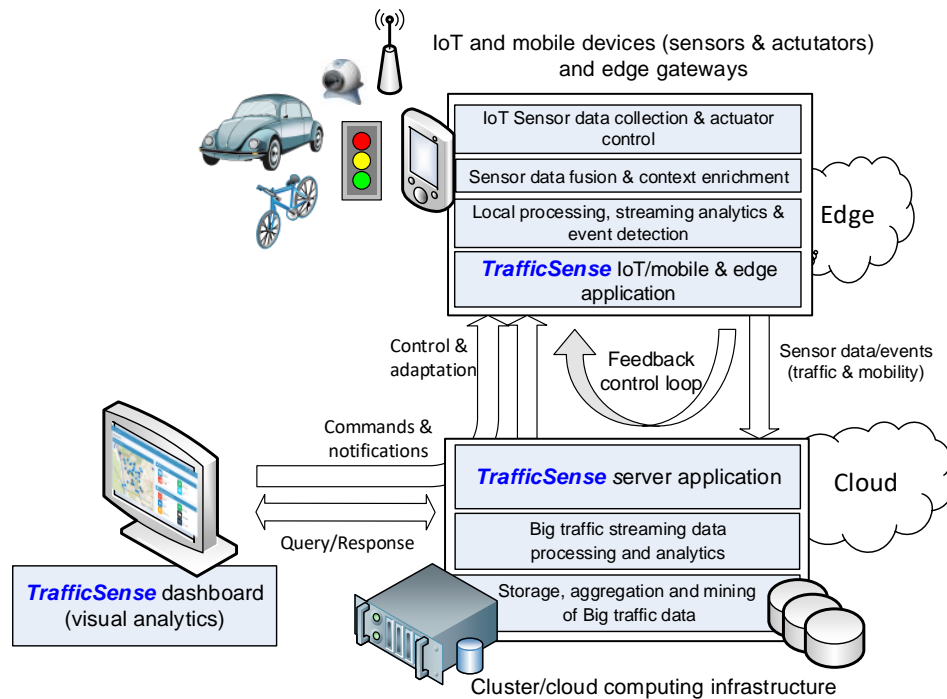 IoT and mobile devices (sensors & actutators)
and edge gateways
IoT Sensor data collection & actuator
control
Sensor data fusion & context enrichment
Local processing, streaming analytics &
event detection
TrafficSense IoT/mobile & edge
application
Edge
Control &
adaptation
Feedback
control loop
Sensor data/events
(traffic & mobility)
Commands &
notifications
Query/Response
TrafficSense dashboard
(visual analytics)
TrafficSense server application
Cloud
Big traffic streaming data
processing and analytics
Storage, aggregation and mining
of Big traffic data
Cluster/cloud computing infrastructure